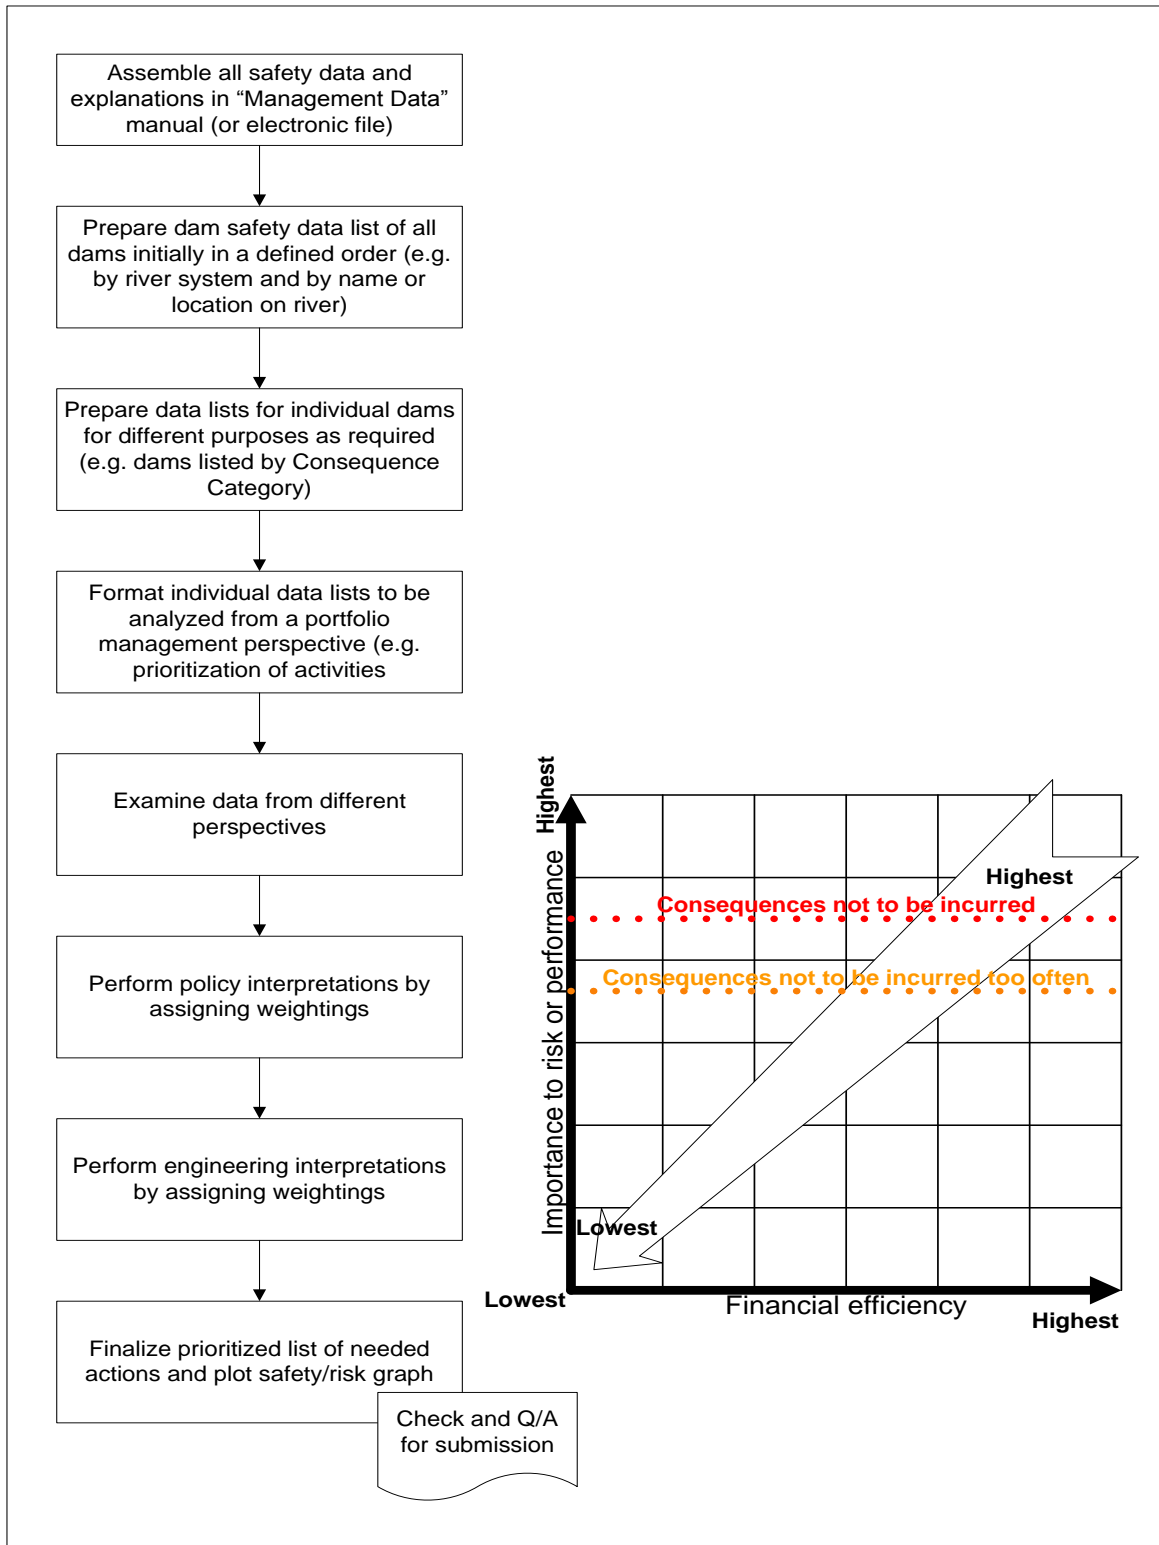 Assemble all safety data and
explanations in “Management Data”
manual (or electronic file)
Prepare dam safety data list of all
dams initially in a defined order (e.g.
by river system and by name or
location on river)
Prepare data lists for individual dams
for different purposes as required
(e.g. dams listed by Consequence
Category)
Format individual data lists to be
analyzed from a portfolio
management perspective (e.g.
prioritization of activities
Examine data from different
perspectives
Perform policy interpretations by
assigning weightings
Perform engineering interpretations
by assigning weightings
Finalize prioritized list of needed
actions and plot safety/risk graph
Check and Q/A
for submission
Highest
Importance to risk or performance
Highest
Consequences not to be incurred
Consequences not to be incurred too often
Lowest
Lowest
Financial efficiency
Highest